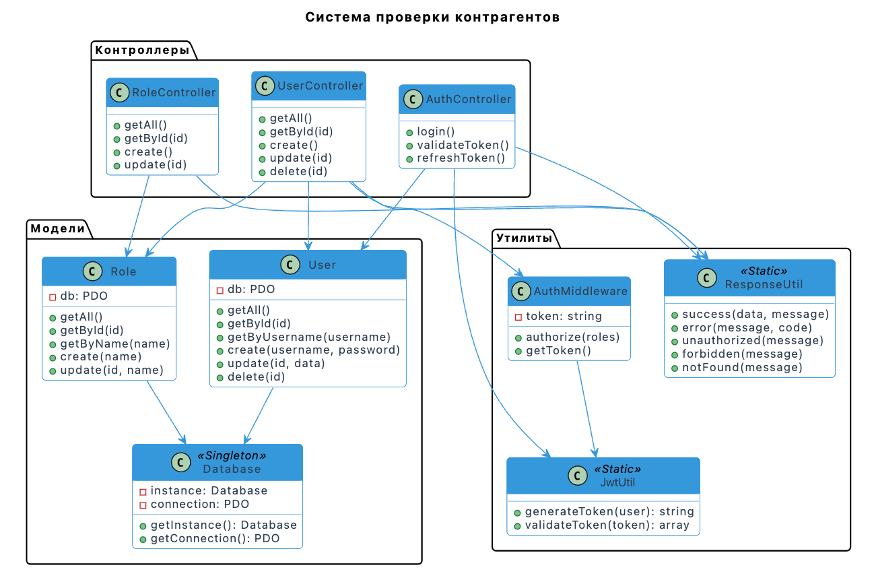 Система проверки контрагентов
Контроллеры
C RoleController
getAll()
getById(id)
create()
update(id)
C UserController
getAll()
getById(id)
create()
update(id)
delete(id)
C AuthController
login()
validateToken()
refreshToken()
Модели
C Role
db: PDO
getAll()
getById(id)
getByName(name)
create(name)
update(id, name)
C User
db: PDO
getAll()
getById(id)
getByUsername(username)
create(username, password)
update(id, data)
delete(id)
«Singleton»
C Database
instance: Database
connection: PDO
getInstance(): Database
getConnection(): PDO
Утилиты
C AuthMiddleware
token: string
authorize(roles)
getToken()
«Static»
C ResponseUtil
success(data, message)
error(message, code)
unauthorized(message)
forbidden(message)
notFound(message)
«Static»
C JwtUtil
generateToken(user): string
validateToken(token): array